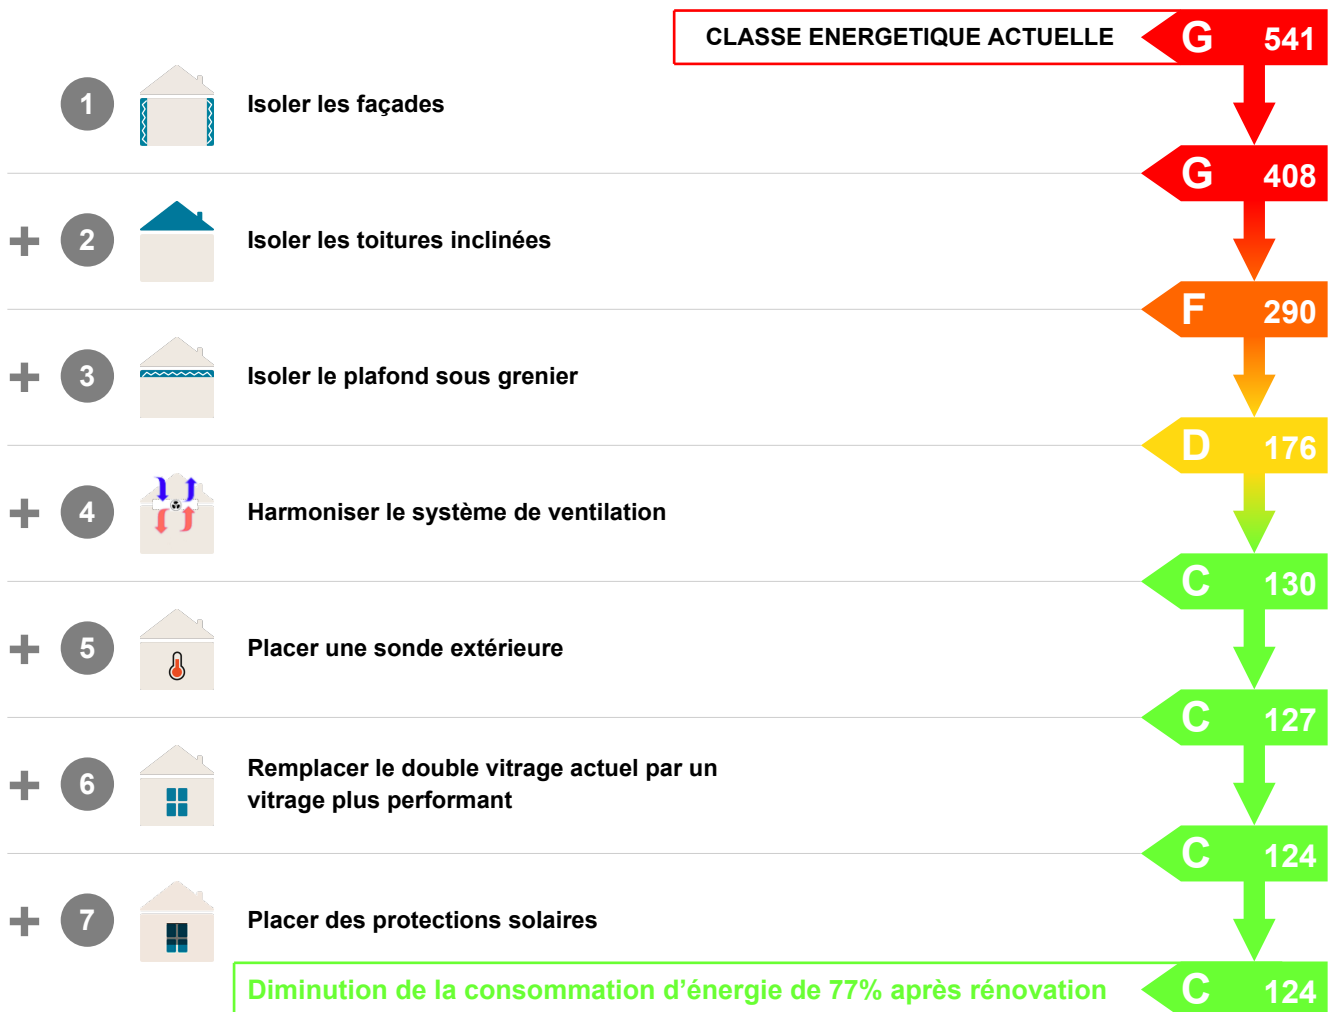 CLASSE ENERGETIQUE ACTUELLE G 541
1 Isoler les façades
G 408
+ 2 Isoler les toitures inclinées
F 290
+ 3 Isoler le plafond sous grenier
D 176
+ 4 Harmoniser le système de ventilation
C 130
+ 5 Placer une sonde extérieure
C 127
+ 6 Remplacer le double vitrage actuel par un
vitrage plus performant
C 124
+ 7 Placer des protections solaires
Diminution de la consommation d’énergie de 77% après rénovation C 124